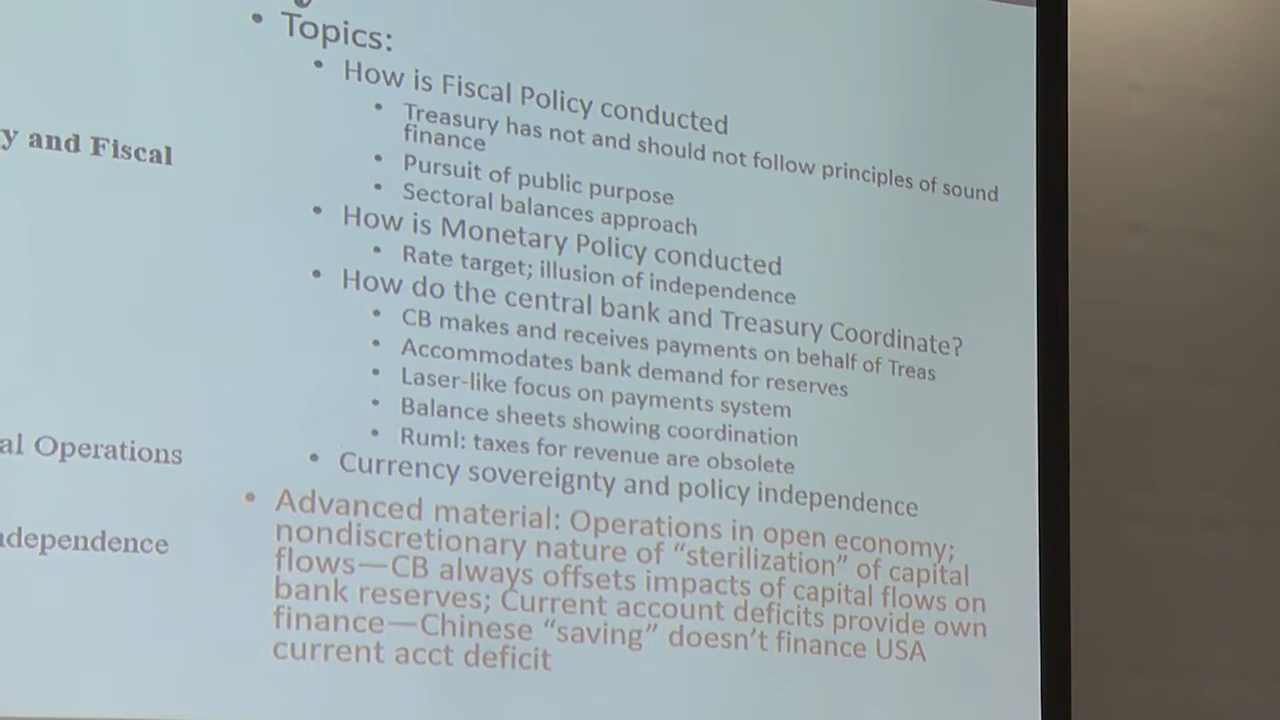 • Topics:
• How is Fiscal Policy conducted
• Treasury has not and should not follow principles of sound
finance
• Pursuit of public purpose
• Sectoral balances approach
• How is Monetary Policy conducted
• Rate target; illusion of independence
• How do the central bank and Treasury Coordinate?
• CB makes and receives payments on behalf of Treas
• Accommodates bank demand for reserves
• Laser-like focus on payments system
• Balance sheets showing coordination
• Ruml: taxes for revenue are obsolete
• Currency sovereignty and policy independence
• Advanced material: Operations in open economy;
nondiscretionary nature of “sterilization” of capital
flows—CB always offsets impacts of capital flows on
bank reserves; Current account deficits provide own
finance—Chinese “saving” doesn’t finance USA
current acct deficit
y and Fiscal
al Operations
ndependence